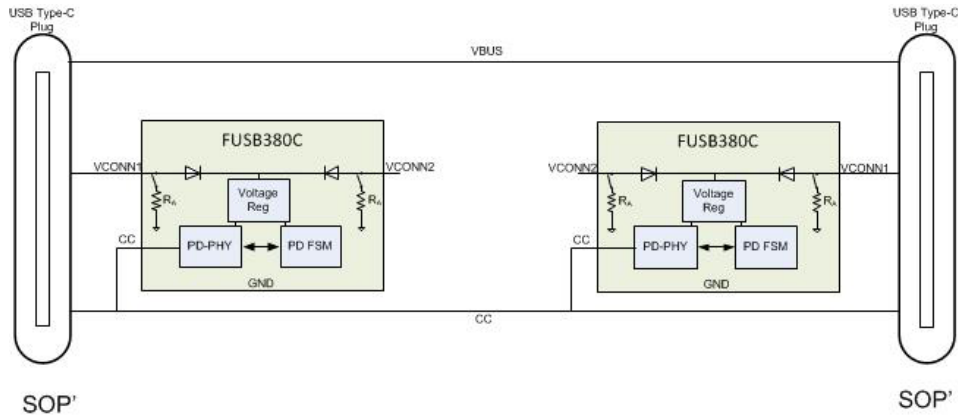 USB Type-C
Plug
USB Type-C
Plug
VBUS
FUSB380C
VCONN1
VCONN2
RA
RA
Voltage
Reg
CC
PD-PHY
PD FSM
GND
FUSB380C
VCONN2
VCONN1
RA
RA
Voltage
Reg
CC
PD-PHY
PD FSM
GND
CC
SOP'
SOP'